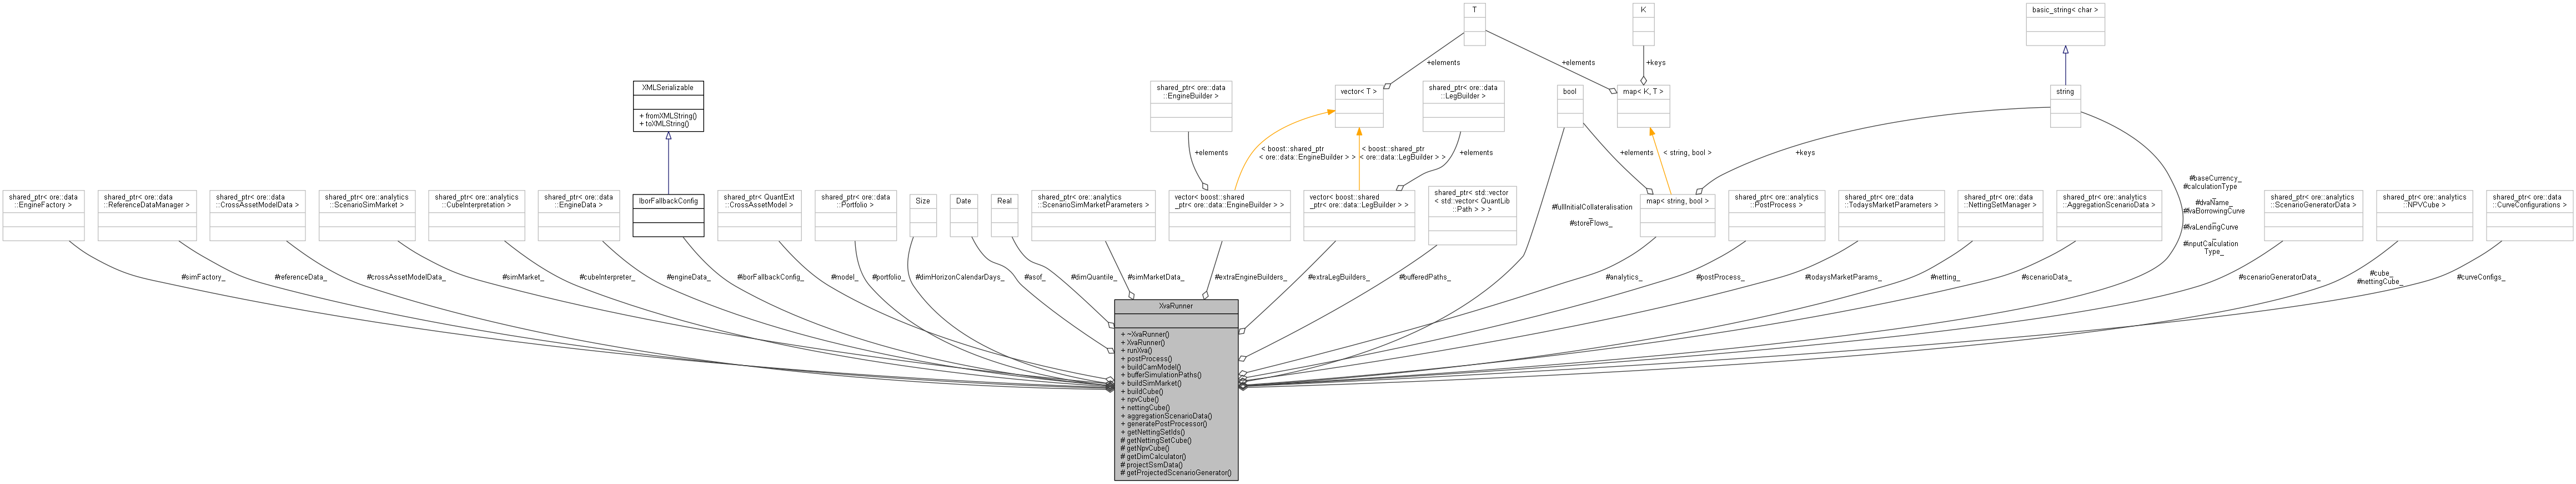 T
K
basic_string< char >
+elements
+elements
+keys
XMLSerializable
+ fromXMLString()
+ toXMLString()
shared_ptr< ore::data
::EngineBuilder >
vector< T >
shared_ptr< ore::data
::LegBuilder >
bool
map< K, T >
string
+elements
< boost::shared_ptr
< ore::data::EngineBuilder > >
< boost::shared_ptr
< ore::data::LegBuilder > >
+elements
+elements
< string, bool >
+keys
shared_ptr< ore::data
::EngineFactory >
shared_ptr< ore::data
::ReferenceDataManager >
shared_ptr< ore::data
::CrossAssetModelData >
shared_ptr< ore::analytics
::ScenarioSimMarket >
shared_ptr< ore::analytics
::CubeInterpretation >
shared_ptr< ore::data
::EngineData >
IborFallbackConfig
shared_ptr< QuantExt
::CrossAssetModel >
shared_ptr< ore::data
::Portfolio >
Size
Date
Real
shared_ptr< ore::analytics
::ScenarioSimMarketParameters >
vector< boost::shared
_ptr< ore::data::EngineBuilder > >
vector< boost::shared
_ptr< ore::data::LegBuilder > >
shared_ptr< std::vector
< std::vector< QuantLib
::Path > > >
#fullInitialCollateralisation
_
#storeFlows_
map< string, bool >
shared_ptr< ore::analytics
::PostProcess >
shared_ptr< ore::data
::TodaysMarketParameters >
shared_ptr< ore::data
::NettingSetManager >
shared_ptr< ore::analytics
::AggregationScenarioData >
#baseCurrency_
#calculationType
_
#dvaName_
#fvaBorrowingCurve
_
#fvaLendingCurve
_
#inputCalculation
Type_
shared_ptr< ore::analytics
::ScenarioGeneratorData >
shared_ptr< ore::analytics
::NPVCube >
shared_ptr< ore::data
::CurveConfigurations >
#simFactory_
#referenceData_
#crossAssetModelData_
#simMarket_
#cubeInterpreter_
#engineData_
#iborFallbackConfig_
#model_
#portfolio_
#dimHorizonCalendarDays_
#asof_
#dimQuantile_
#simMarketData_
#extraEngineBuilders_
#extraLegBuilders_
#bufferedPaths_
#analytics_
#postProcess_
#todaysMarketParams_
#netting_
#scenarioData_
#scenarioGeneratorData_
#cube_
#nettingCube_
#curveConfigs_
XvaRunner
+ ~XvaRunner()
+ XvaRunner()
+ runXva()
+ postProcess()
+ buildCamModel()
+ bufferSimulationPaths()
+ buildSimMarket()
+ buildCube()
+ npvCube()
+ nettingCube()
+ aggregationScenarioData()
+ generatePostProcessor()
+ getNettingSetIds()
# getNettingSetCube()
# getNpvCube()
# getDimCalculator()
# projectSsmData()
# getProjectedScenarioGenerator()